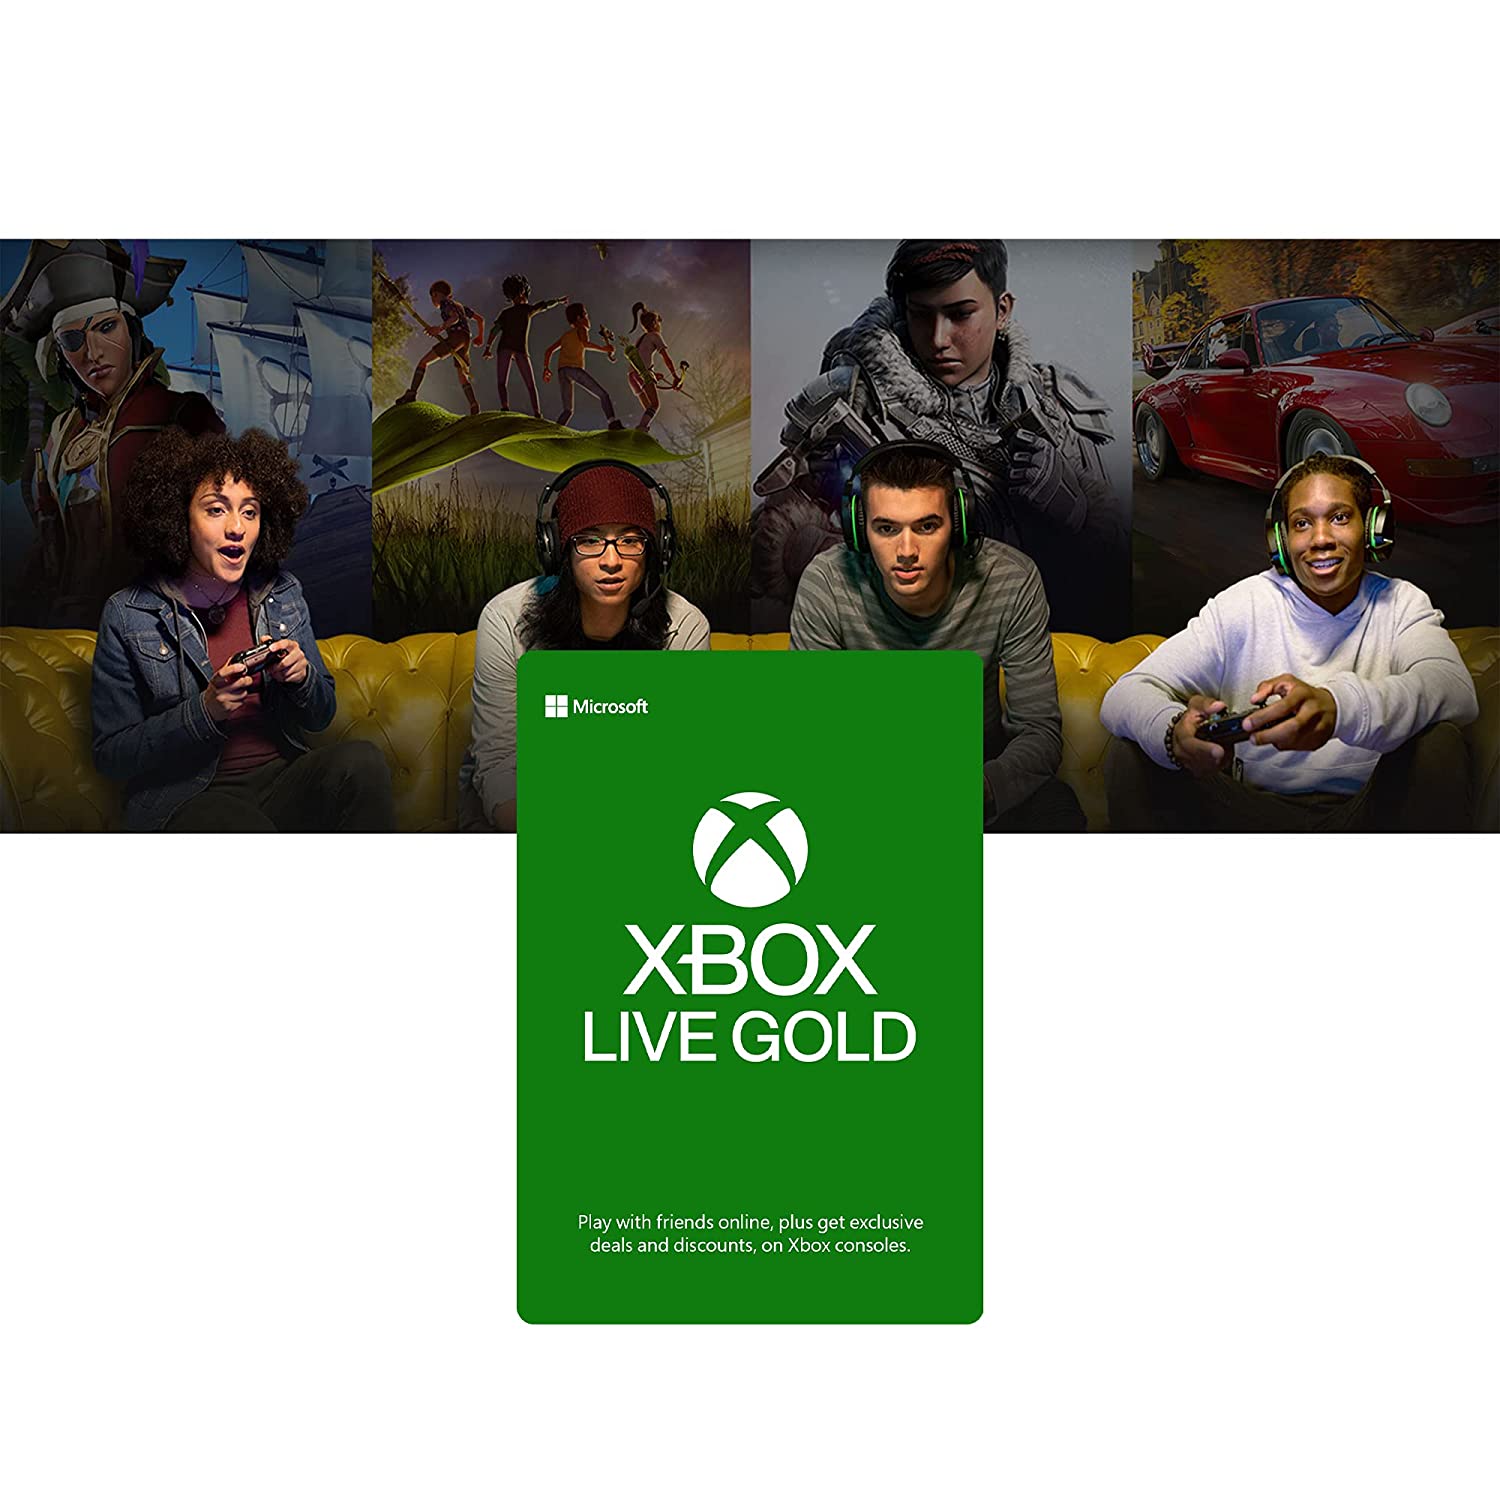 Microsoft
XBOX
LIVE GOLD
Play with friends online, plus get exclusive
deals and discounts, on Xbox consoles.